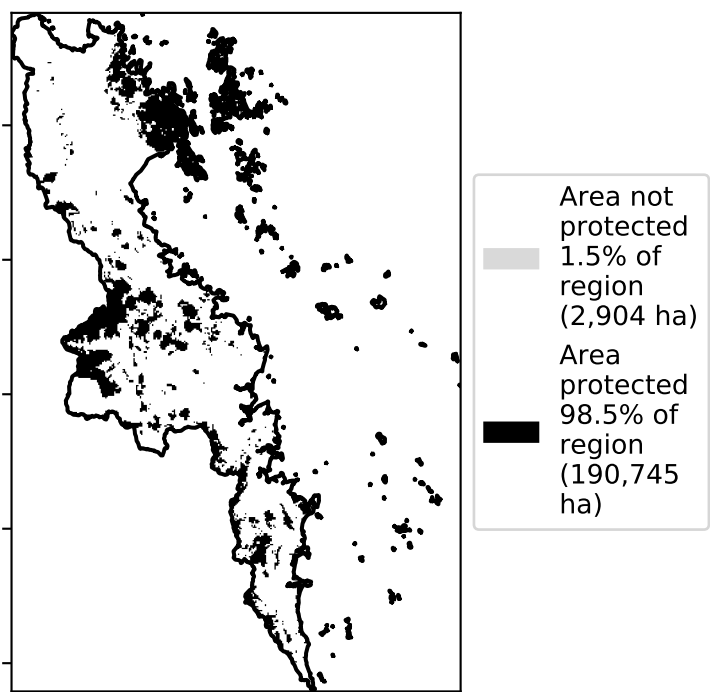 Area not
protected
1.5% of
region
(2,904 ha)
Area
protected
98.5% of
region
(190,745
ha)